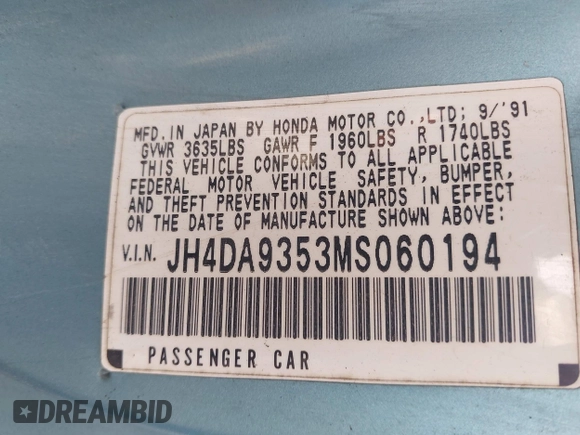 MFD. IN JAPAN BY HONDA MOTOR CO.,LTD; 9/'91
GVWR 3635LBS GAWR F 1960LBS R 1740LBS
THIS VEHICLE CONFORMS TO ALL APPLICABLE
FEDERAL MOTOR VEHICLE SAFETY, BUMPER,
AND THEFT PREVENTION STANDARDS IN EFFECT
ON THE DATE OF MANUFACTURE SHOWN ABOVE:
V.I.N. JH4DA9353MS060194
PASSENGER CAR
DREAMBID